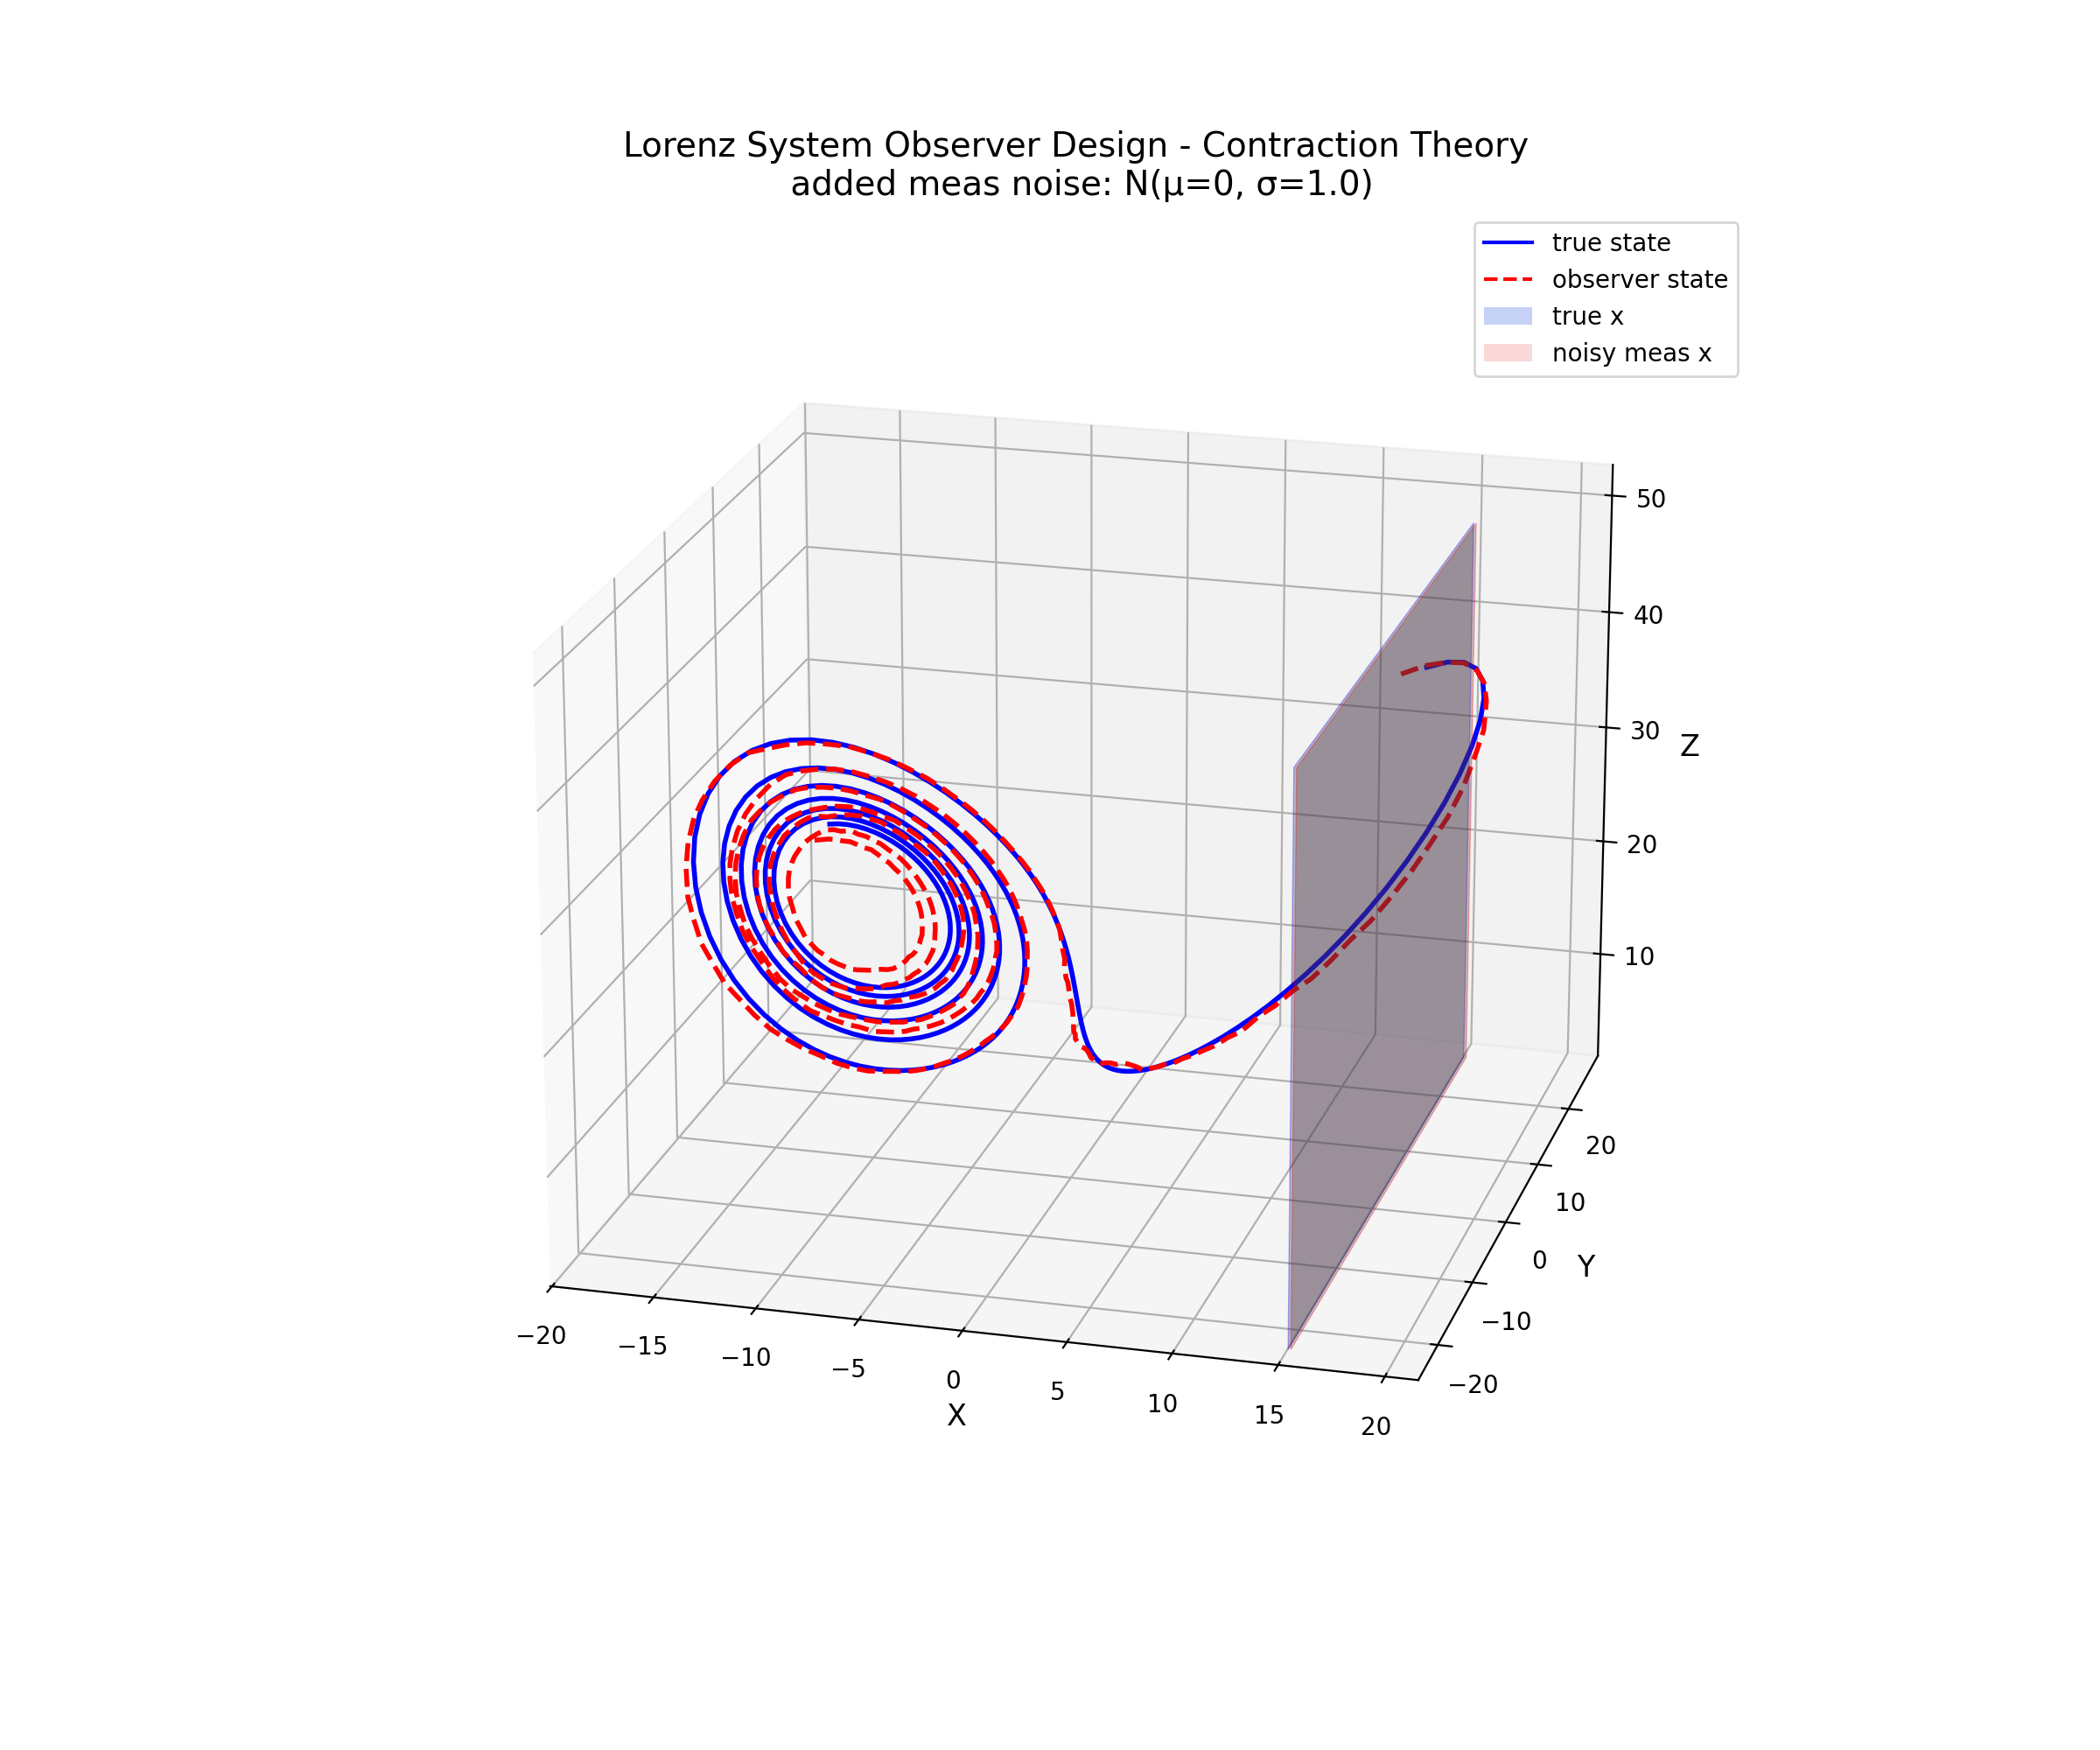 Lorenz System Observer Design - Contraction Theory
added meas noise: N(μ=0, σ=1.0)
true state
observer state
true x
noisy meas x
50
40
30
Z
20
10
20
10
0
Y
−10
−20
−20
−15
−10
−5
0
5
10
15
20
X